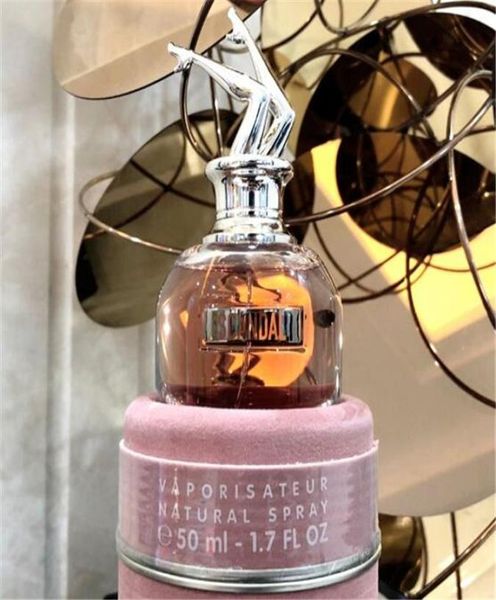 SCANDAL
VAPORISATEUR
NATURAL SPRAY
℮ 50 ml - 1.7 FL OZ